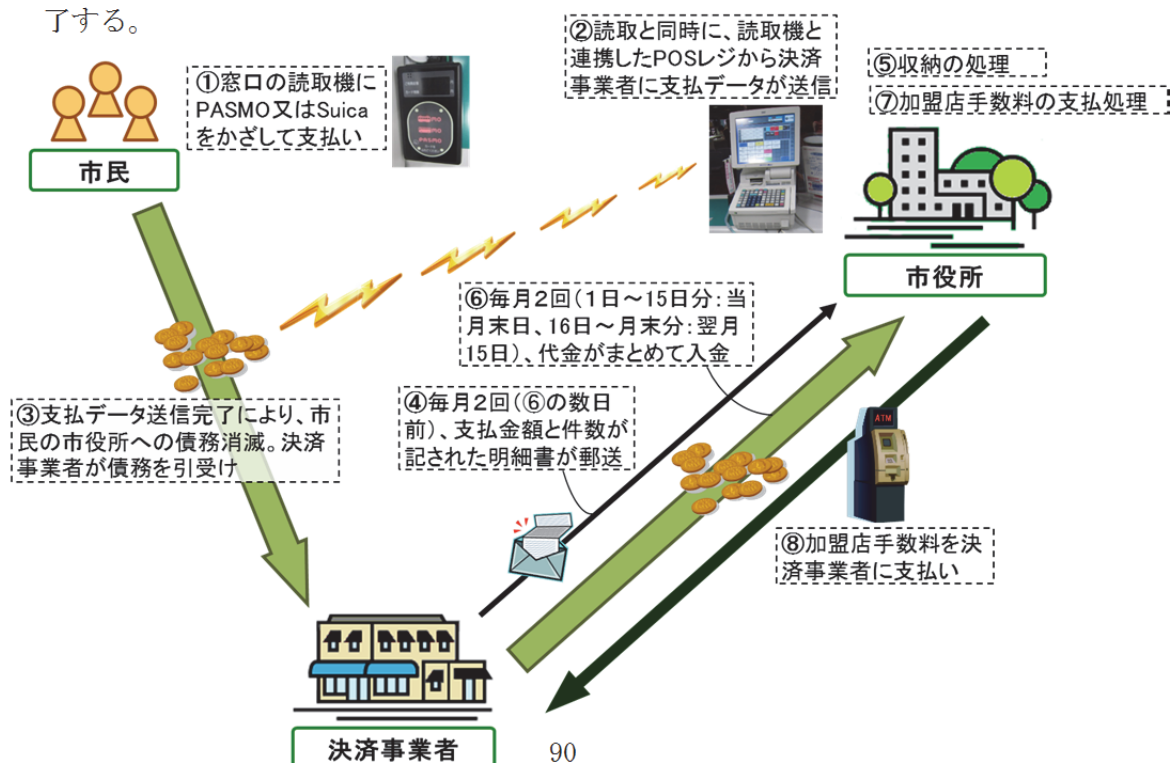 了する。
①窓口の読取機に
PASMO又はSuica
をかざして支払い
②読取と同時に、読取機と
連携したPOSレジから決済
事業者に支払データが送信
⑤収納の処理
⑦加盟店手数料の支払処理
市民
市役所
⑥毎月2回（1日～15日分：当
月末日、16日～月末分：翌月
15日）、代金がまとめて入金
③支払データ送信完了により、市
民の市役所への債務消滅。決済
事業者が債務を引受け
④毎月2回（⑥の数日
前）、支払金額と件数が
記された明細書が郵送
ATM
⑧加盟店手数料を決
済事業者に支払い
決済事業者
90